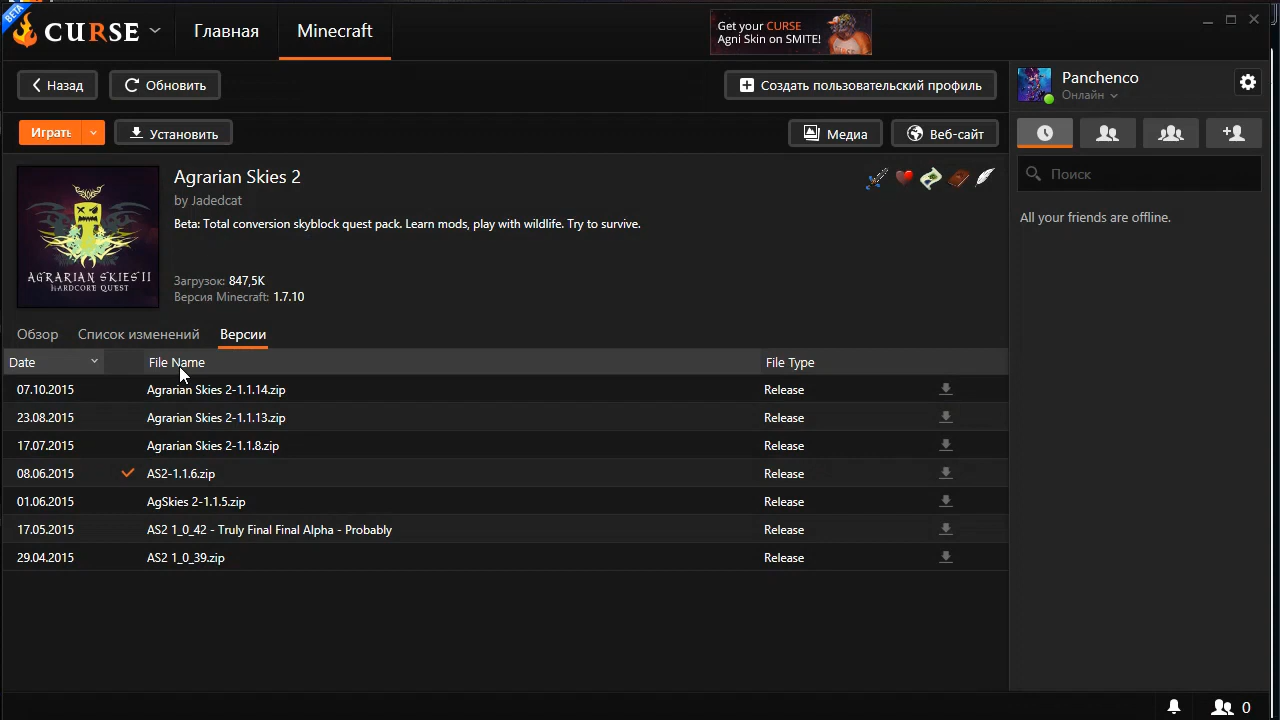 BETA
CURSE
Главная
Minecraft
Get your CURSE
Agni Skin on SMITE!
Назад
Обновить
Создать пользовательский профиль
Panchenco
Онлайн
Играть
Установить
Медиа
Веб-сайт
Поиск
All your friends are offline.
AGRARIAN SKIES II
HARDCORE QUEST
Agrarian Skies 2
by Jadedcat
Beta: Total conversion skyblock quest pack. Learn mods, play with wildlife. Try to survive.
Загрузок: 847,5K
Версия Minecraft: 1.7.10
Обзор Список изменений Версии
Date File Name File Type
07.10.2015 Agrarian Skies 2-1.1.14.zip Release
23.08.2015 Agrarian Skies 2-1.1.13.zip Release
17.07.2015 Agrarian Skies 2-1.1.8.zip Release
08.06.2015 AS2-1.1.6.zip Release
01.06.2015 AgSkies 2-1.1.5.zip Release
17.05.2015 AS2 1_0_42 - Truly Final Final Alpha - Probably Release
29.04.2015 AS2 1_0_39.zip Release
0